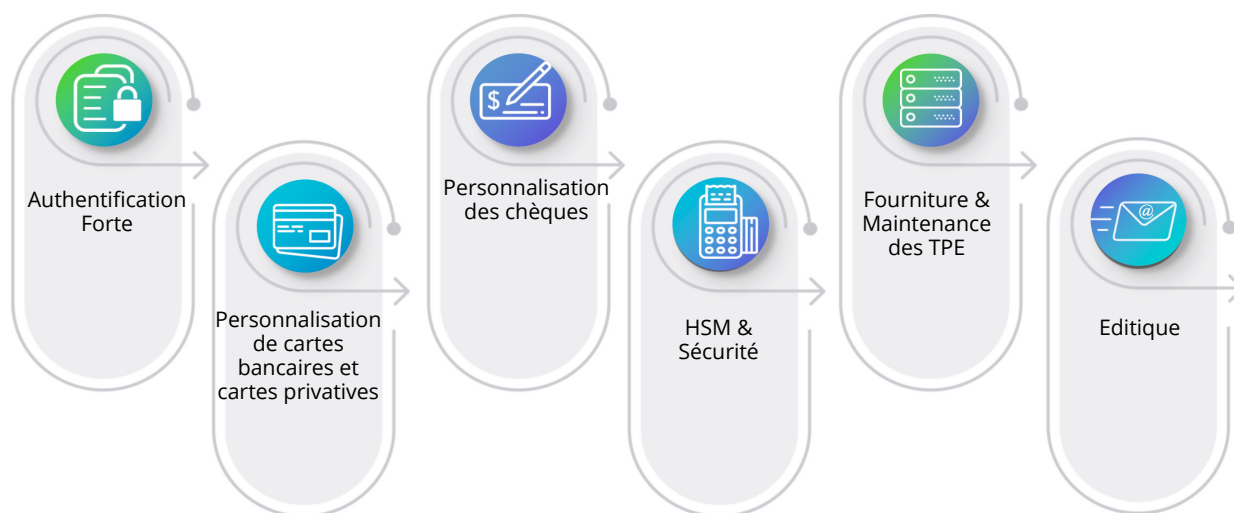 Authentification
Forte
Personnalisation
de cartes
bancaires et
cartes privatives
$
Personnalisation
des chèques
HSM &
Sécurité
Fourniture &
Maintenance
des TPE
@
Editique